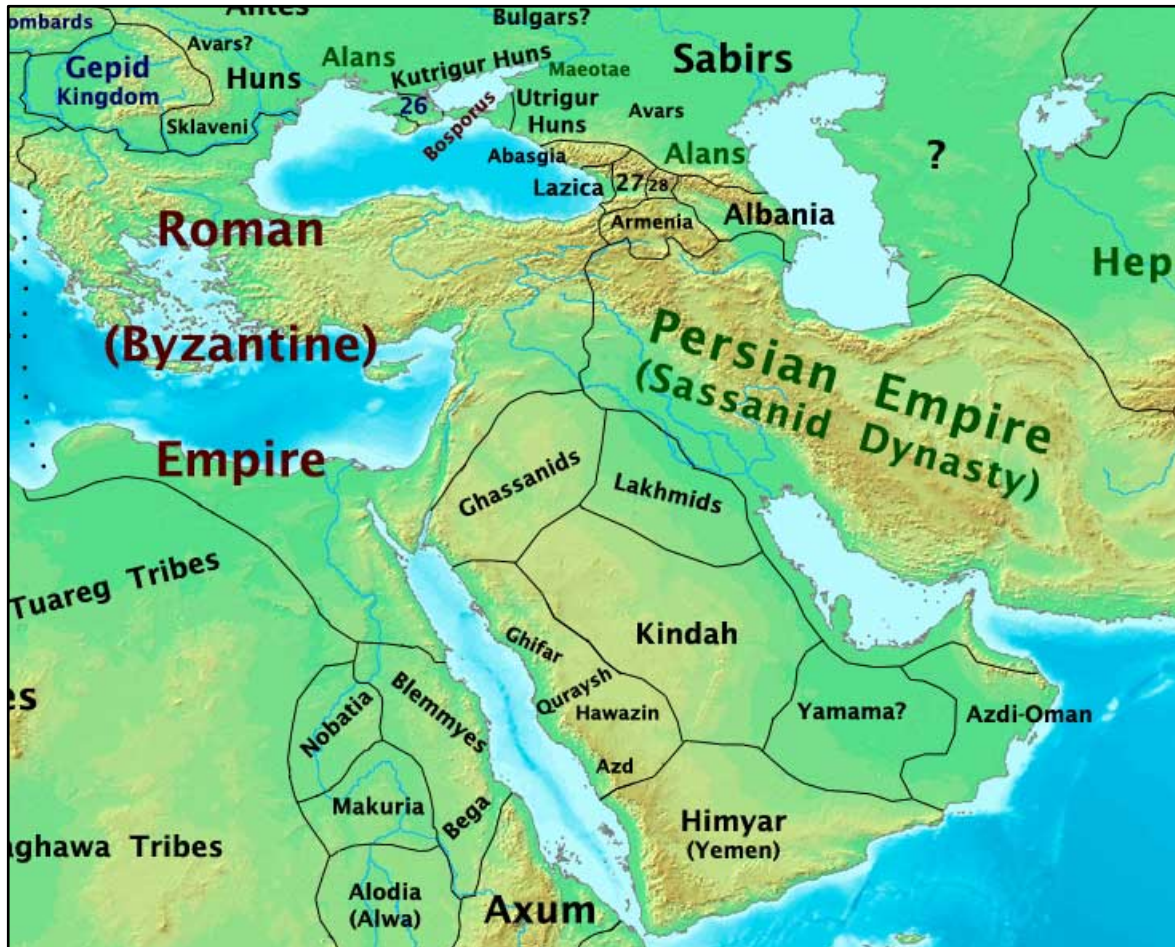 Antes
Bulgars?
ombards
Avars?
Gepid
Kingdom
Huns
Alans
Kutrigur Huns
Maeotae
Sabirs
26
Bosporus
Utrigur
Huns
Avars
Sklaveni
Abasgia
Alans
?
Lazica
27
28
Armenia
Albania
Roman
(Byzantine)
Empire
Hep
Persian Empire
(Sassanid Dynasty)
Ghassanids
Lakhmids
Tuareg Tribes
Kindah
Ghifar
Quraysh
Hawazin
Azd
Yamama?
Azdi-Oman
es
Nobatia
Blemmyes
Makuria
Bega
Himyar
(Yemen)
aghawa Tribes
Alodia
(Alwa)
Axum